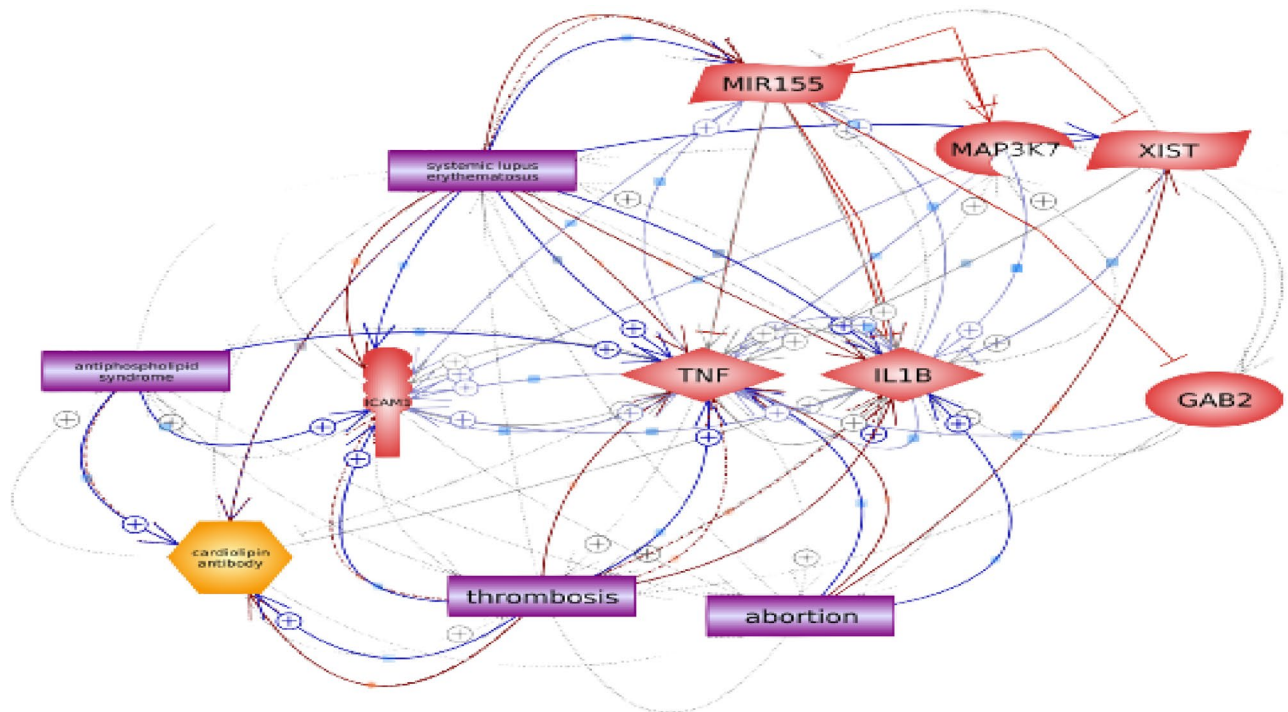 MIR155
MAP3K7
XIST
systemic lupus
erythematosus
antiphospholipid
syndrome
ICAM1
TNF
IL1B
GAB2
cardiolipin
antibody
thrombosis
abortion